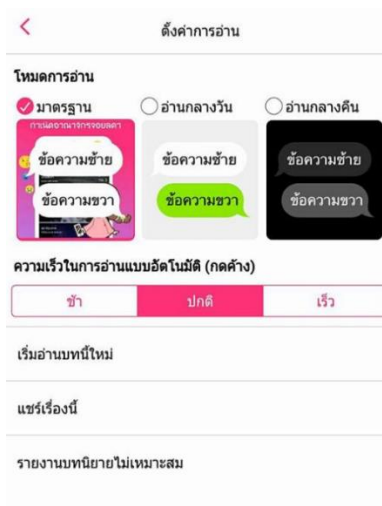 ตั้งค่าการอ่าน
โหมดการอ่าน
มาตรฐาน
อ่านกลางวัน
อ่านกลางคืน
ข้อความซ้าย
ข้อความซ้าย
ข้อความซ้าย
ข้อความขวา
ข้อความขวา
ข้อความขวา
ความเร็วในการอ่านแบบอัตโนมัติ (กดค้าง)
ช้า
ปกติ
เร็ว
เริ่มอ่านบทนี้ใหม่
แชร์เรื่องนี้
รายงานบทนิยายไม่เหมาะสม